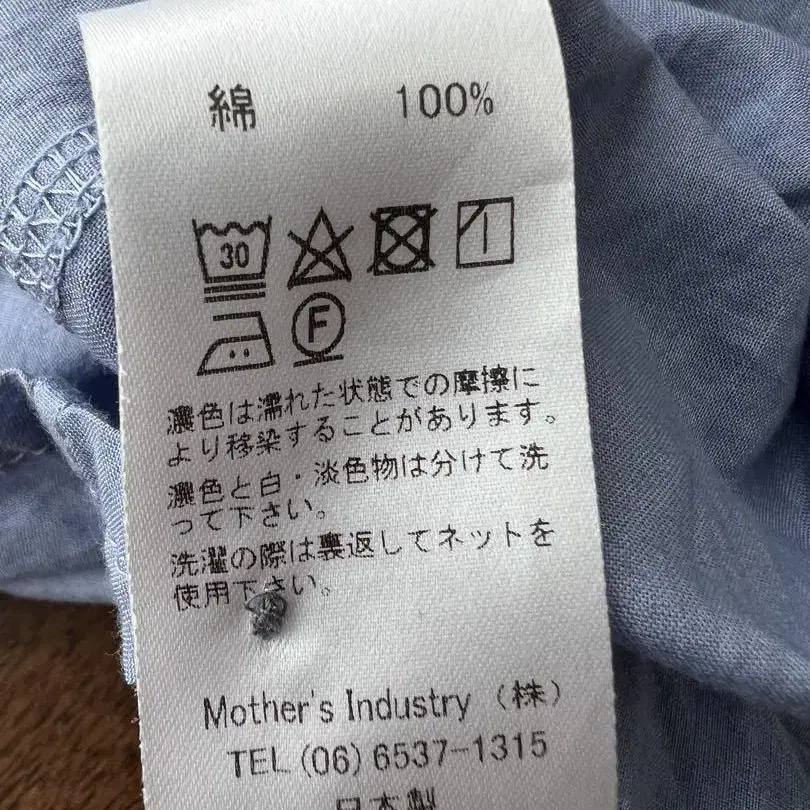 綿 100%
30
F
濃色は濡れた状態での摩擦に
より移染することがあります。
濃色と白・淡色物は分けて洗
って下さい。
洗濯の際は裏返してネットを
使用下さい。
Mother's Industry (株)
TEL(06)6537-1315
日本製